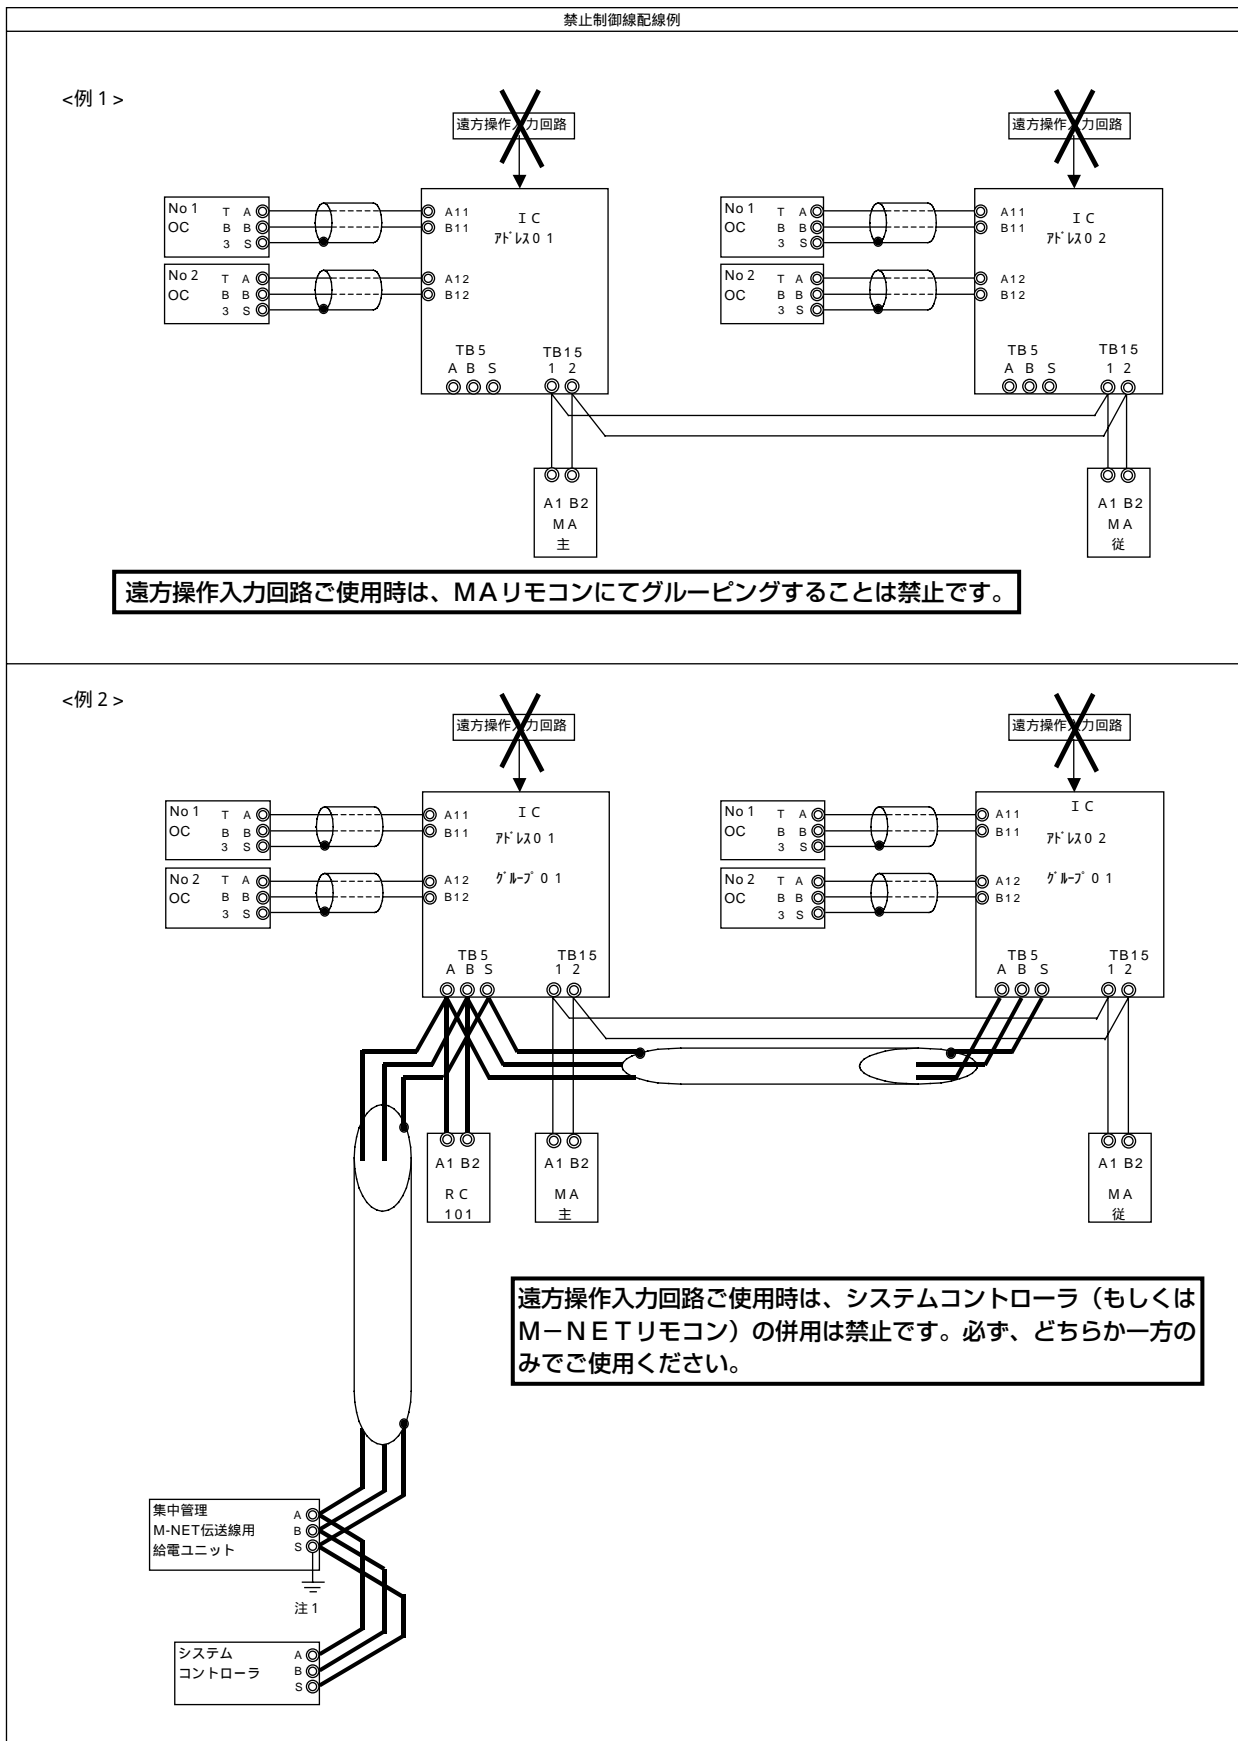 禁止制御線配線例
<例1>
遠方操作入力回路
遠方操作入力回路
No1
OC
T A
B B
3 S
A11
B11
IC
アドレス01
No2
OC
T A
B B
3 S
A12
B12
TB5
A B S
TB15
1 2
No1
OC
T A
B B
3 S
A11
B11
IC
アドレス02
No2
OC
T A
B B
3 S
A12
B12
TB5
A B S
TB15
1 2
A1 B2
MA
主
A1 B2
MA
従
遠方操作入力回路ご使用時は、MAリモコンにてグルーピングすることは禁止です。
<例2>
遠方操作入力回路
遠方操作入力回路
No1
OC
T A
B B
3 S
A11
B11
IC
アドレス01
No2
OC
T A
B B
3 S
A12
B12
グループ01
TB5
A B S
TB15
1 2
No1
OC
T A
B B
3 S
A11
B11
IC
アドレス02
No2
OC
T A
B B
3 S
A12
B12
グループ01
TB5
A B S
TB15
1 2
A1 B2
RC
101
A1 B2
MA
主
A1 B2
MA
従
遠方操作入力回路ご使用時は、システムコントローラ（もしくは
M－NETリモコン）の併用は禁止です。必ず、どちらか一方の
みでご使用ください。
集中管理
M-NET伝送線用
給電ユニット
A
B
S
注1
システム
コントローラ
A
B
S